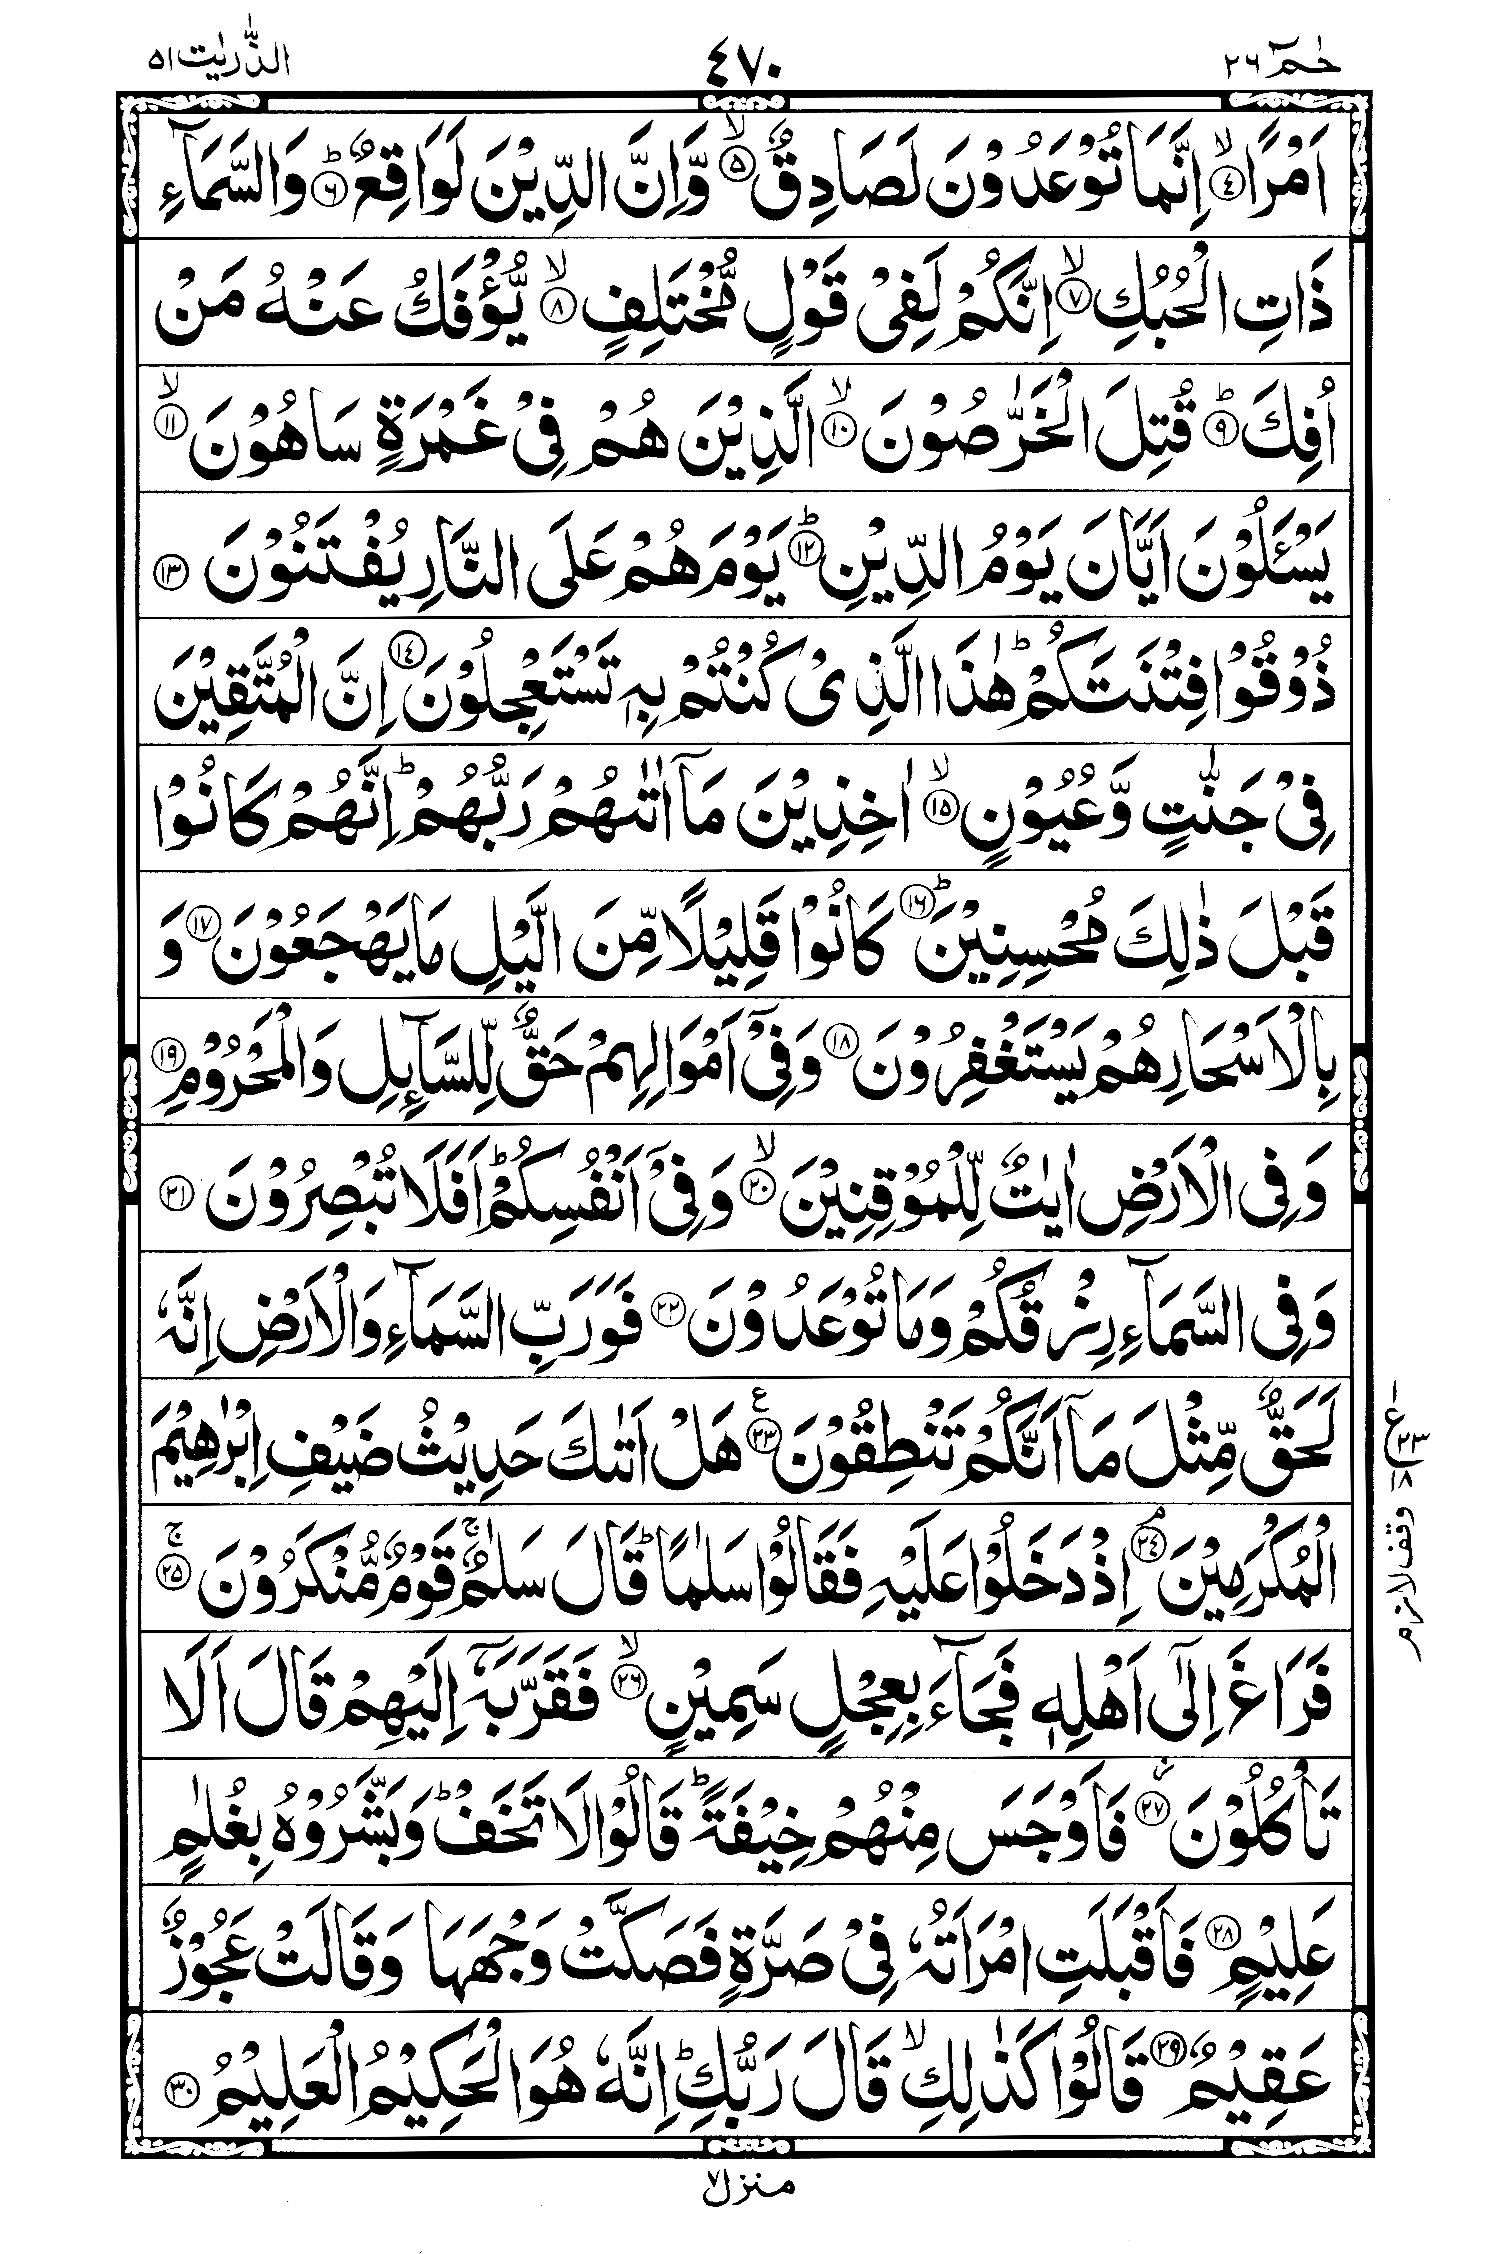 حٰمٓ ٢٦ ٤٧٠ الذّٰریٰت ٥١
اَمْرًا ﴿٤﴾ۙ اِنَّمَا تُوْعَدُوْنَ لَصَادِقٌ ﴿٥﴾ۙ وَّاِنَّ الدِّیْنَ لَوَاقِعٌ ﴿٦﴾ؕ وَالسَّمَآءِ
ذَاتِ الْحُبُكِ ﴿٧﴾ۙ اِنَّكُمْ لَفِیْ قَوْلٍ مُّخْتَلِفٍ ﴿٨﴾ۙ یُّؤْفَكُ عَنْهُ مَنْ
اُفِكَ ﴿٩﴾ؕ قُتِلَ الْخَرّٰصُوْنَ ﴿١٠﴾ۙ الَّذِیْنَ هُمْ فِیْ غَمْرَةٍ سَاهُوْنَ ﴿١١﴾ۙ
یَسْـَٔلُوْنَ اَیَّانَ یَوْمُ الدِّیْنِ ﴿١٢﴾ؕ یَوْمَ هُمْ عَلَی النَّارِ یُفْتَنُوْنَ ﴿١٣﴾
ذُوْقُوْا فِتْنَتَكُمْ ؕ هٰذَا الَّذِیْ كُنْتُمْ بِهٖ تَسْتَعْجِلُوْنَ ﴿١٤﴾ اِنَّ الْمُتَّقِیْنَ
فِیْ جَنّٰتٍ وَّعُیُوْنٍ ﴿١٥﴾ۙ اٰخِذِیْنَ مَاۤ اٰتٰىهُمْ رَبُّهُمْ ؕ اِنَّهُمْ كَانُوْا
قَبْلَ ذٰلِكَ مُحْسِنِیْنَ ﴿١٦﴾ؕ كَانُوْا قَلِیْلًا مِّنَ الَّیْلِ مَا یَهْجَعُوْنَ ﴿١٧﴾ وَ
بِالْاَسْحَارِ هُمْ یَسْتَغْفِرُوْنَ ﴿١٨﴾ وَفِیْۤ اَمْوَالِهِمْ حَقٌّ لِّلسَّآىِٕلِ وَالْمَحْرُوْمِ ﴿١٩﴾
وَفِی الْاَرْضِ اٰیٰتٌ لِّلْمُوْقِنِیْنَ ﴿٢٠﴾ۙ وَفِیْۤ اَنْفُسِكُمْ ؕ اَفَلَا تُبْصِرُوْنَ ﴿٢١﴾
وَفِی السَّمَآءِ رِزْقُكُمْ وَمَا تُوْعَدُوْنَ ﴿٢٢﴾ فَوَرَبِّ السَّمَآءِ وَالْاَرْضِ اِنَّهٗ
لَحَقٌّ مِّثْلَ مَاۤ اَنَّكُمْ تَنْطِقُوْنَ ﴿٢٣﴾ؑ هَلْ اَتٰىكَ حَدِیْثُ ضَیْفِ اِبْرٰهِیْمَ
الْمُكْرَمِیْنَ ﴿٢٤﴾ۘ اِذْ دَخَلُوْا عَلَیْهِ فَقَالُوْا سَلٰمًا ؕ قَالَ سَلٰمٌ ۚ قَوْمٌ مُّنْكَرُوْنَ ﴿٢٥﴾ۚ
فَرَاغَ اِلٰۤی اَهْلِهٖ فَجَآءَ بِعِجْلٍ سَمِیْنٍ ﴿٢٦﴾ۙ فَقَرَّبَهٗۤ اِلَیْهِمْ قَالَ اَلَا
تَاْكُلُوْنَ ﴿٢٧﴾ؗ فَاَوْجَسَ مِنْهُمْ خِیْفَةً ؕ قَالُوْا لَا تَخَفْ ؕ وَبَشَّرُوْهُ بِغُلٰمٍ
عَلِیْمٍ ﴿٢٨﴾ فَاَقْبَلَتِ امْرَاَتُهٗ فِیْ صَرَّةٍ فَصَكَّتْ وَجْهَهَا وَقَالَتْ عَجُوْزٌ
عَقِیْمٌ ﴿٢٩﴾ قَالُوْا كَذٰلِكِ ۙ قَالَ رَبُّكِ ؕ اِنَّهٗ هُوَ الْحَكِیْمُ الْعَلِیْمُ ﴿٣٠﴾
منزل ٧
ع ٢٣
١٨
وقف لازم